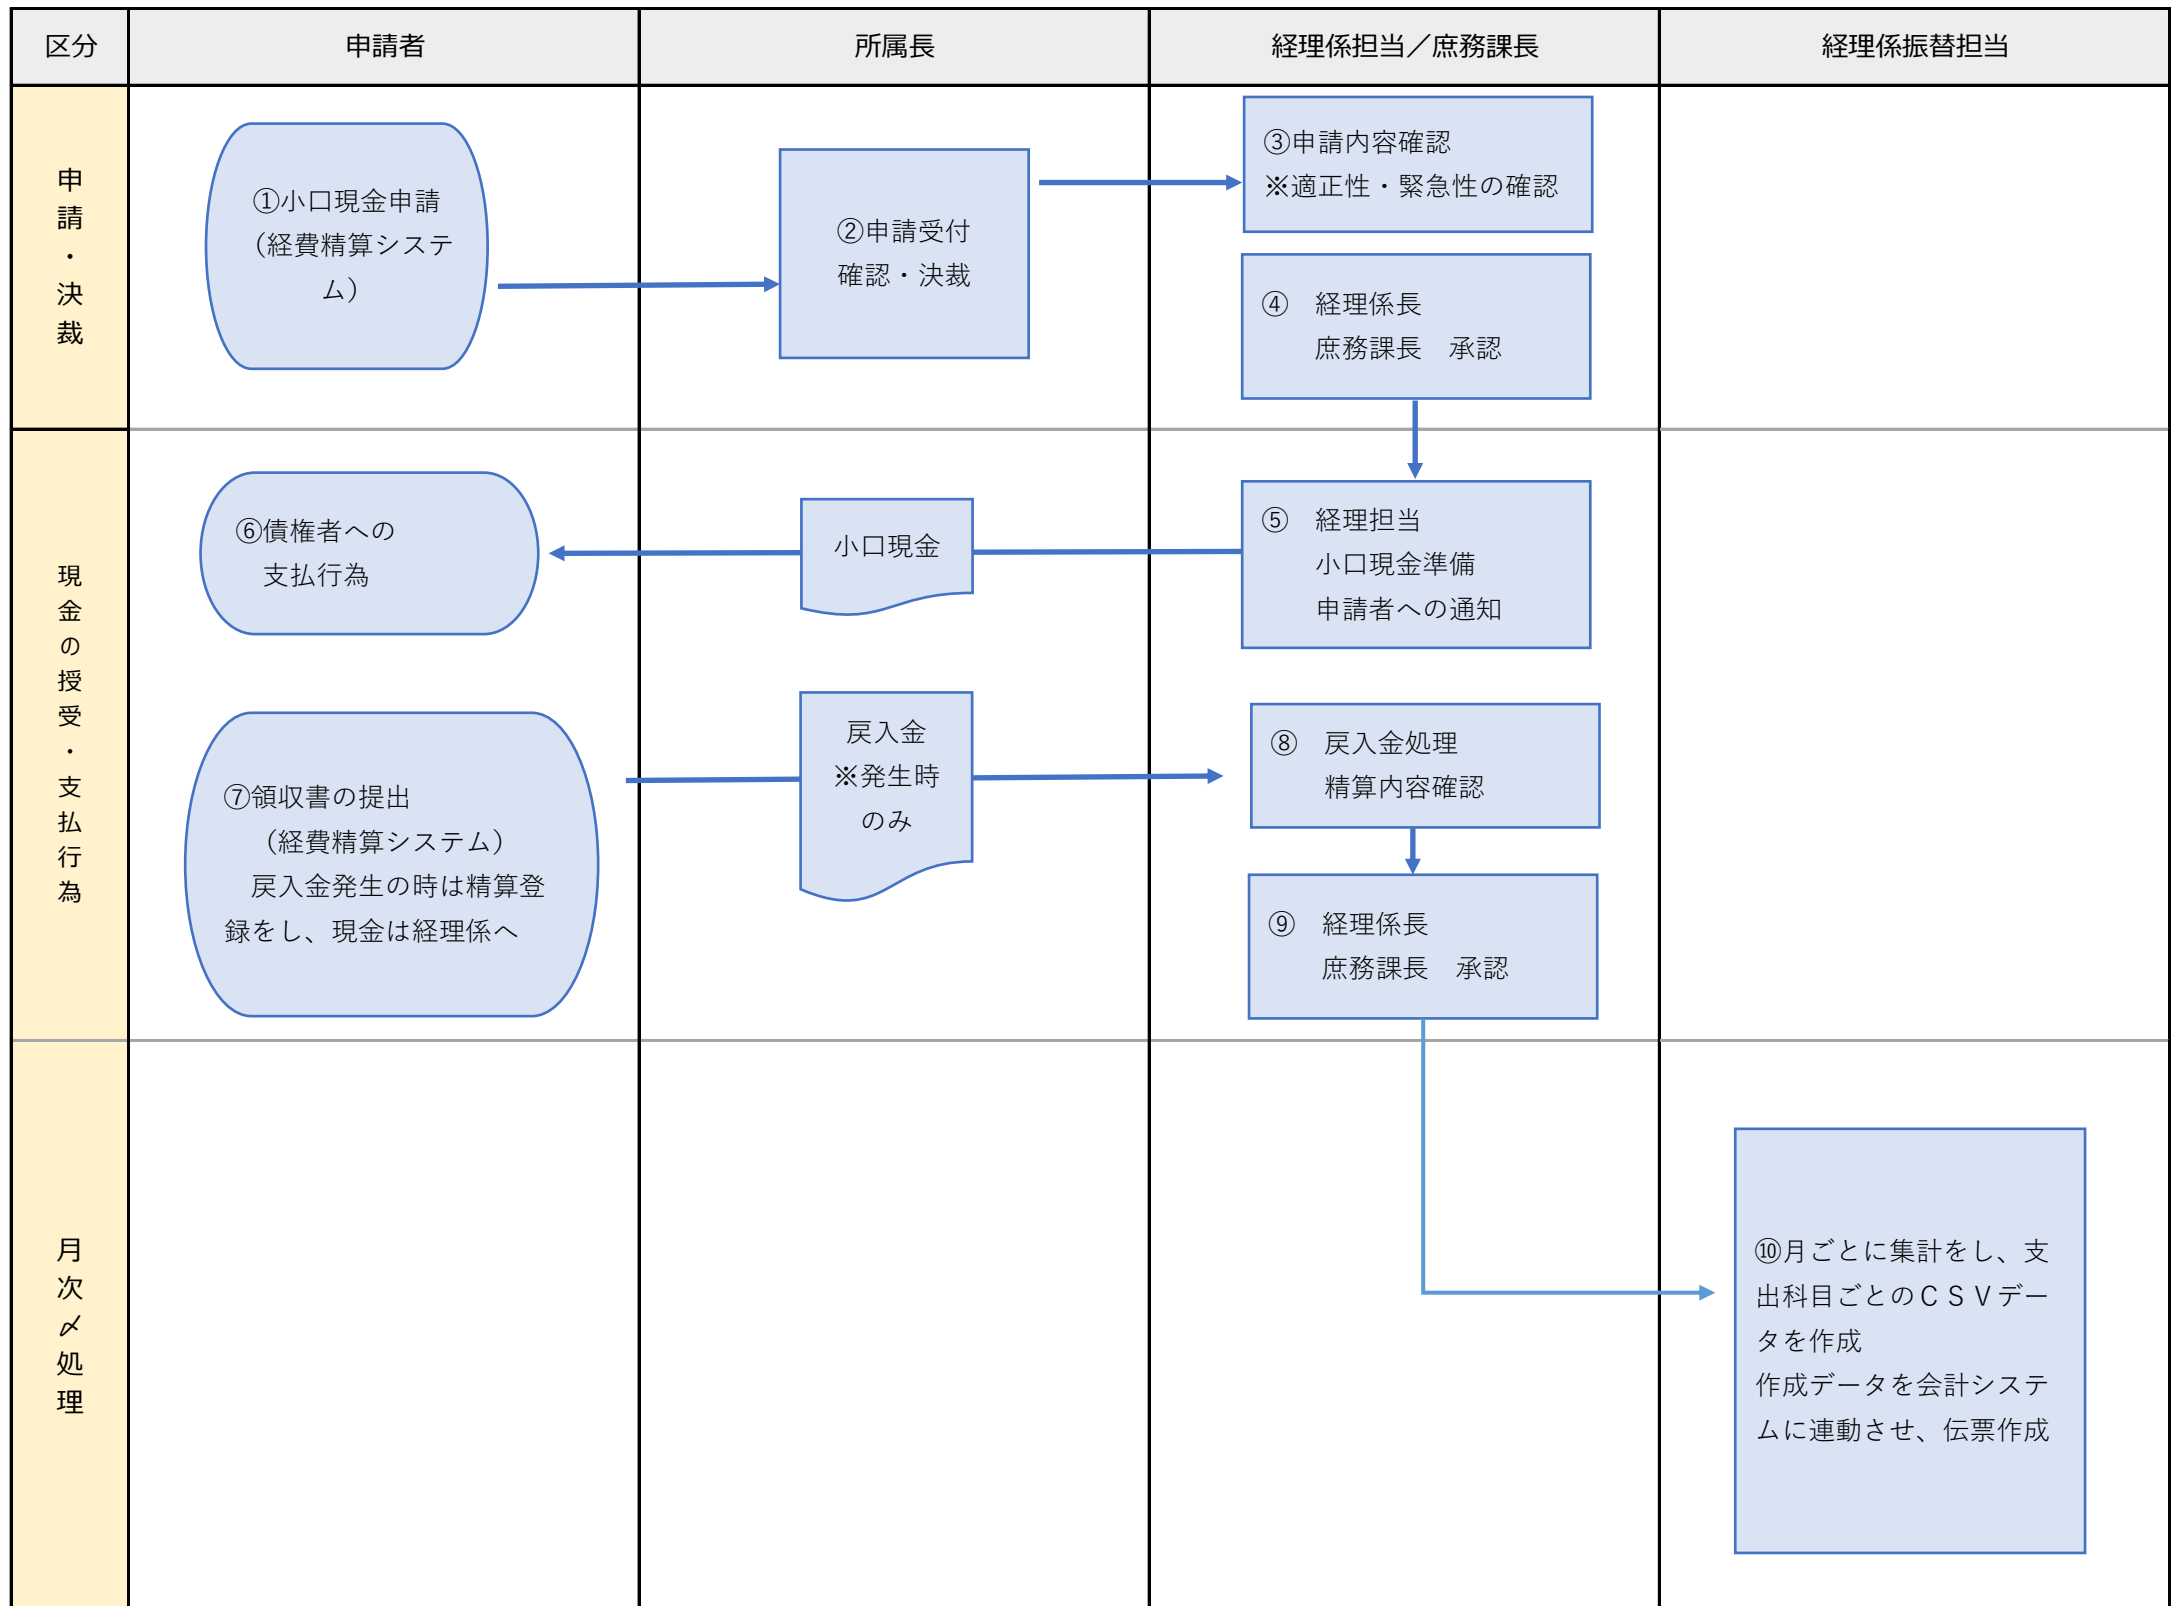 区分
申請者
所属長
経理係担当／庶務課長
経理係振替担当
申請・決裁
①小口現金申請
（経費精算システ
ム）
②申請受付
確認・決裁
③申請内容確認
※適正性・緊急性の確認
④　経理係長
庶務課長　承認
現金の授受・支払行為
⑥債権者への
支払行為
小口現金
⑤　経理担当
小口現金準備
申請者への通知
⑦領収書の提出
（経費精算システム）
戻入金発生の時は精算登
録をし、現金は経理係へ
戻入金
※発生時
のみ
⑧　戻入金処理
精算内容確認
⑨　経理係長
庶務課長　承認
月次〆処理
⑩月ごとに集計をし、支
出科目ごとのＣＳＶデー
タを作成
作成データを会計システ
ムに連動させ、伝票作成